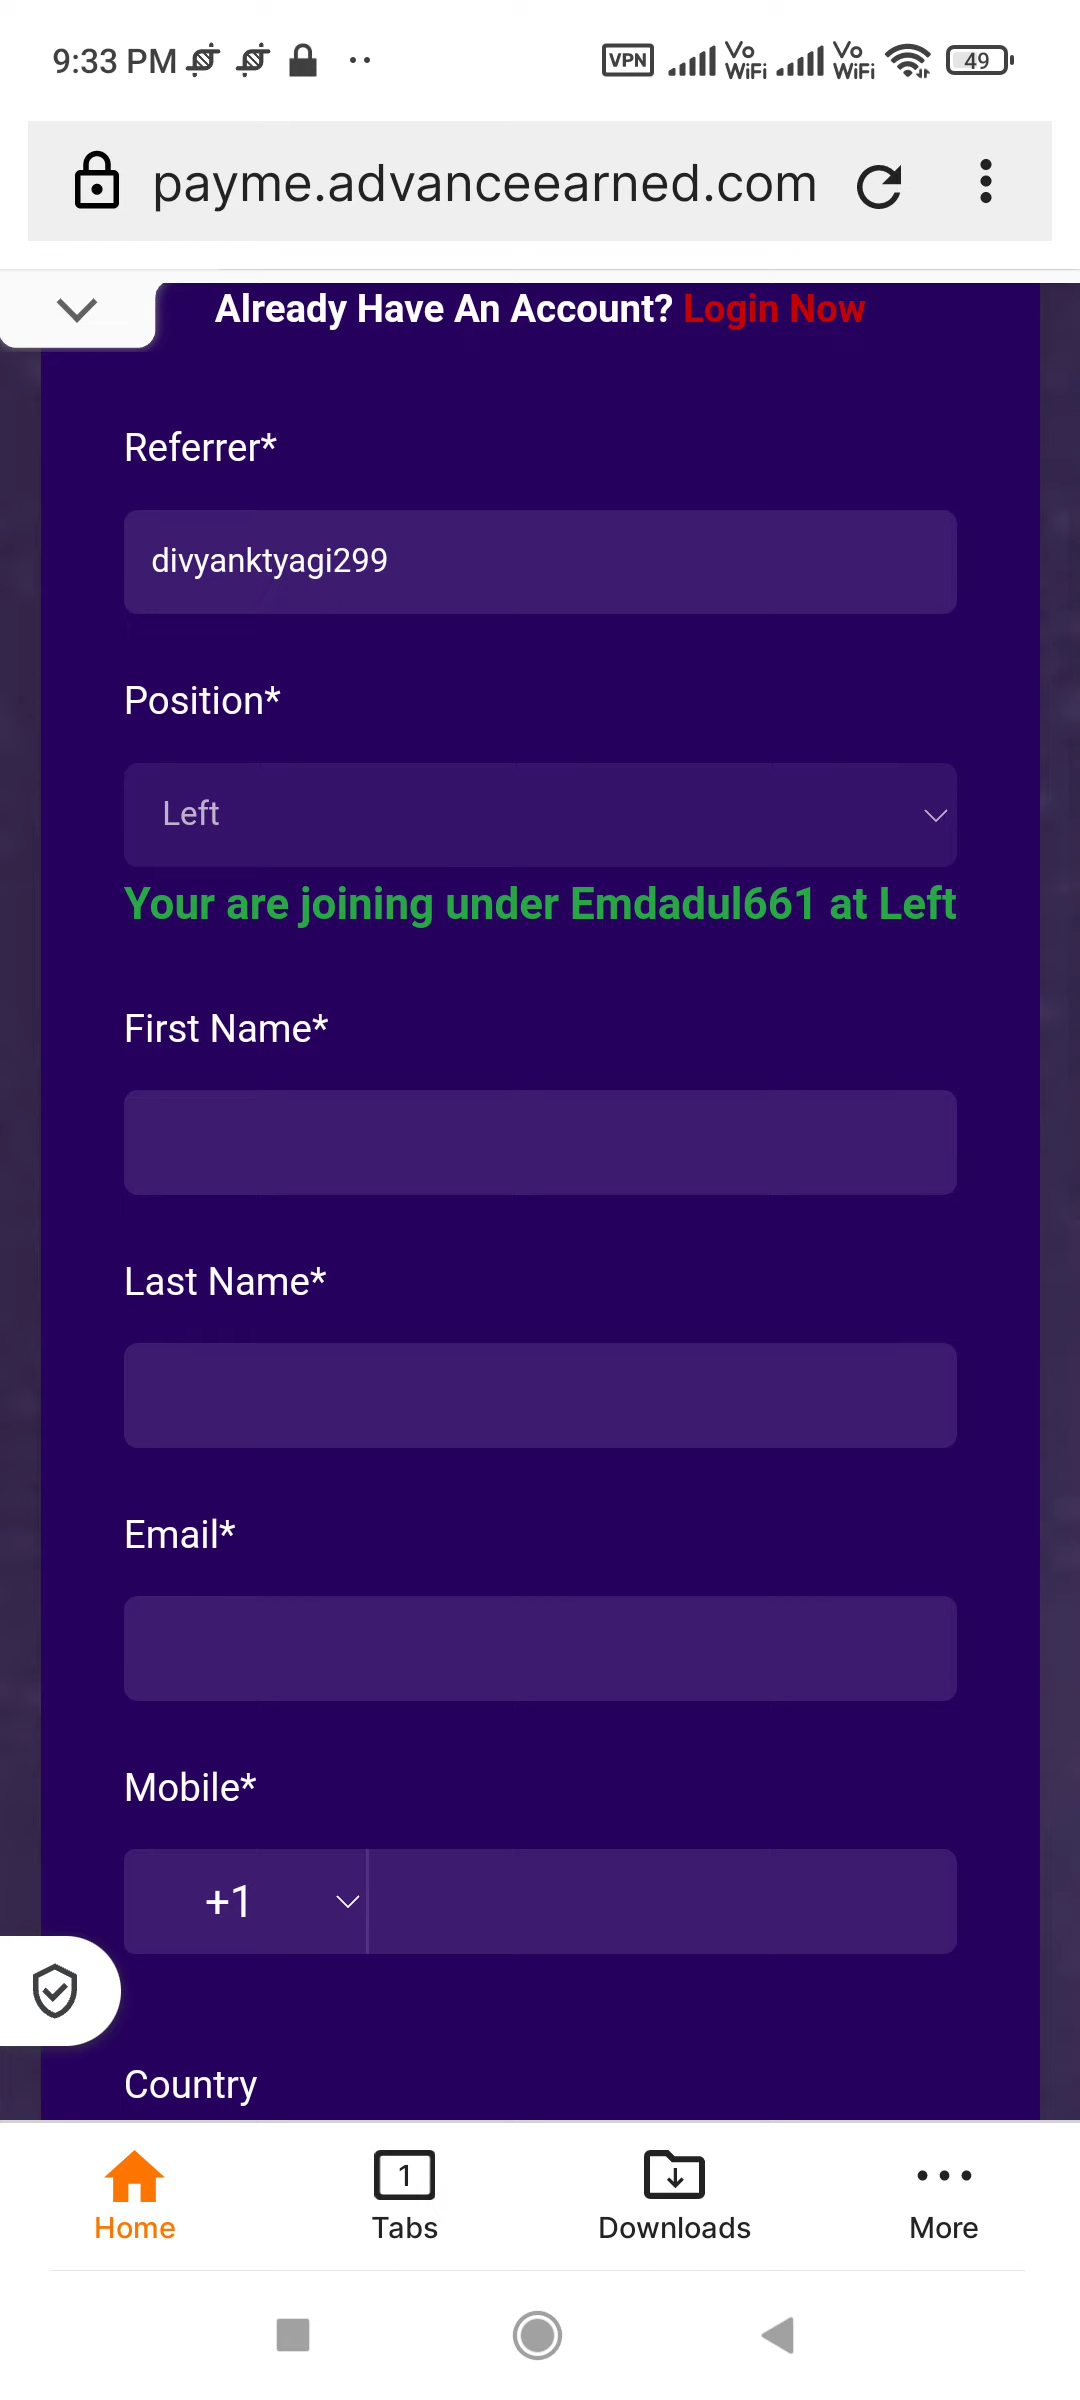 9:33 PM
VPN
Vo WiFi
Vo WiFi
49
payme.advanceearned.com
Already Have An Account? Login Now
Referrer*
divyanktyagi299
Position*
Left
Your are joining under Emdadul661 at Left
First Name*
Last Name*
Email*
Mobile*
+1
Country
1
Home
Tabs
Downloads
More